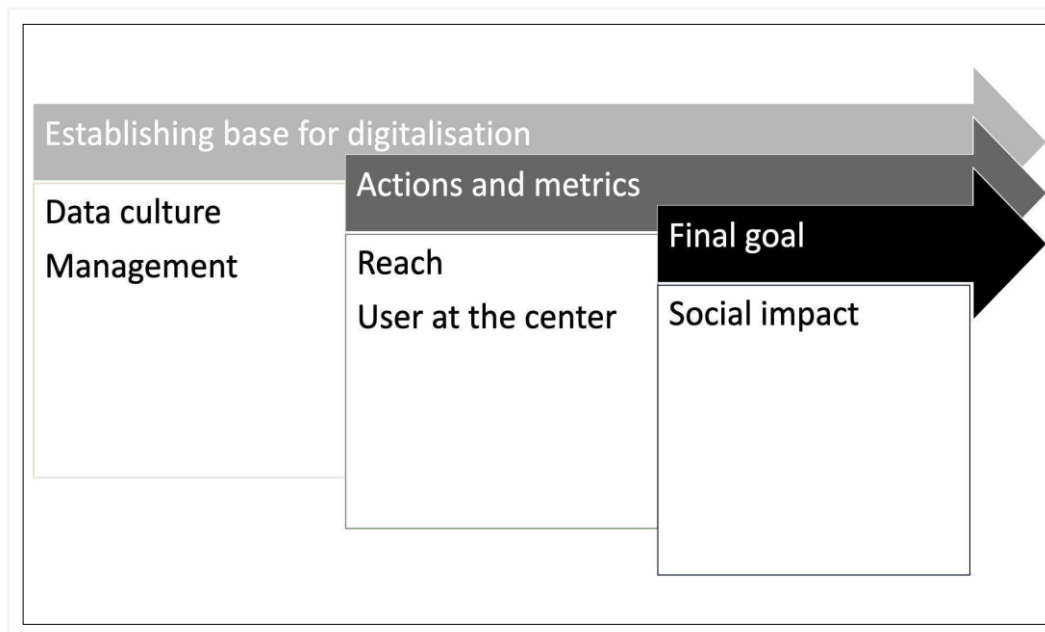 Establishing base for digitalisation
Data culture
Management
Actions and metrics
Reach
User at the center
Final goal
Social impact